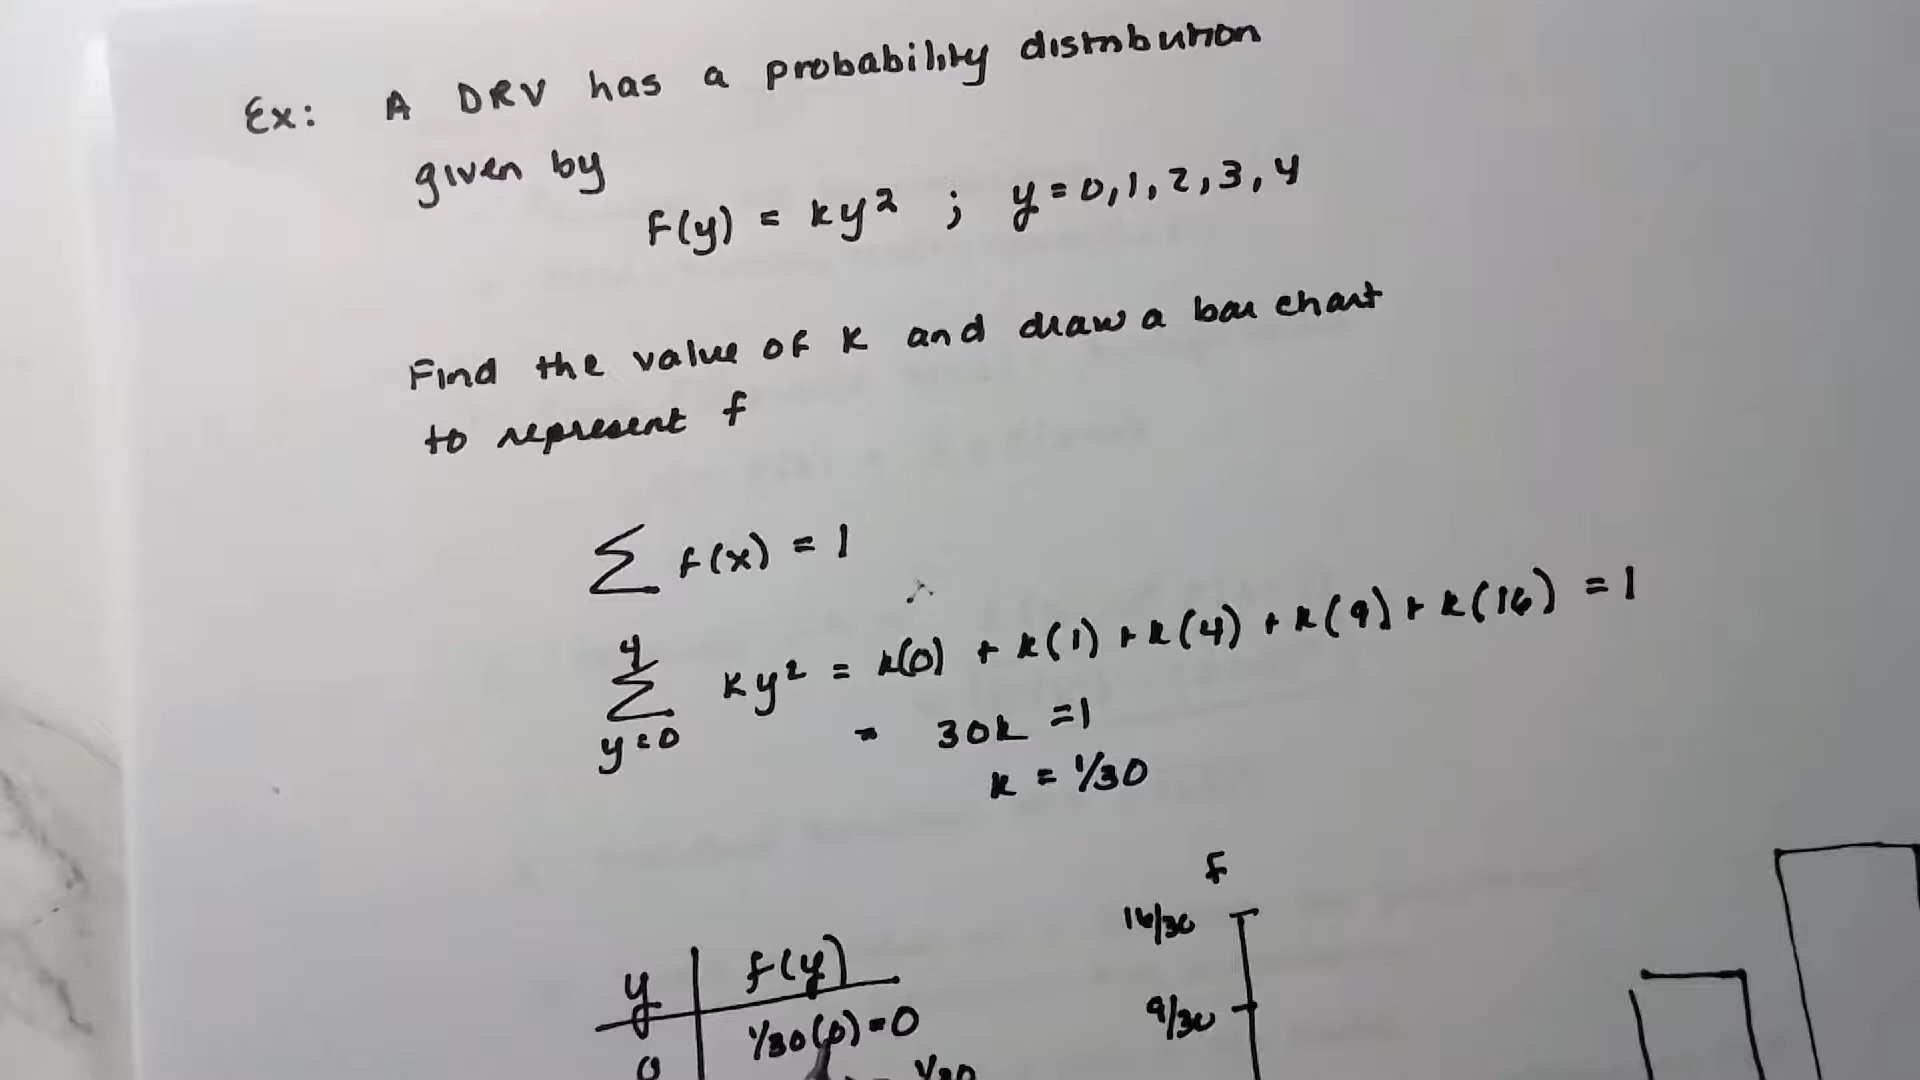 Ex: A DRV has a probability distribution
given by
f(y) = ky² ; y = 0, 1, 2, 3, 4
Find the value of k and draw a bar chart
to represent f
∑ f(x) = 1
4
∑ ky² = k(0) + k(1) + k(4) + k(9) + k(16) = 1
y=0
= 30k = 1
k = 1/30
f
16/30
y f(y)
9/30
0 1/30(0) = 0
= 1/30